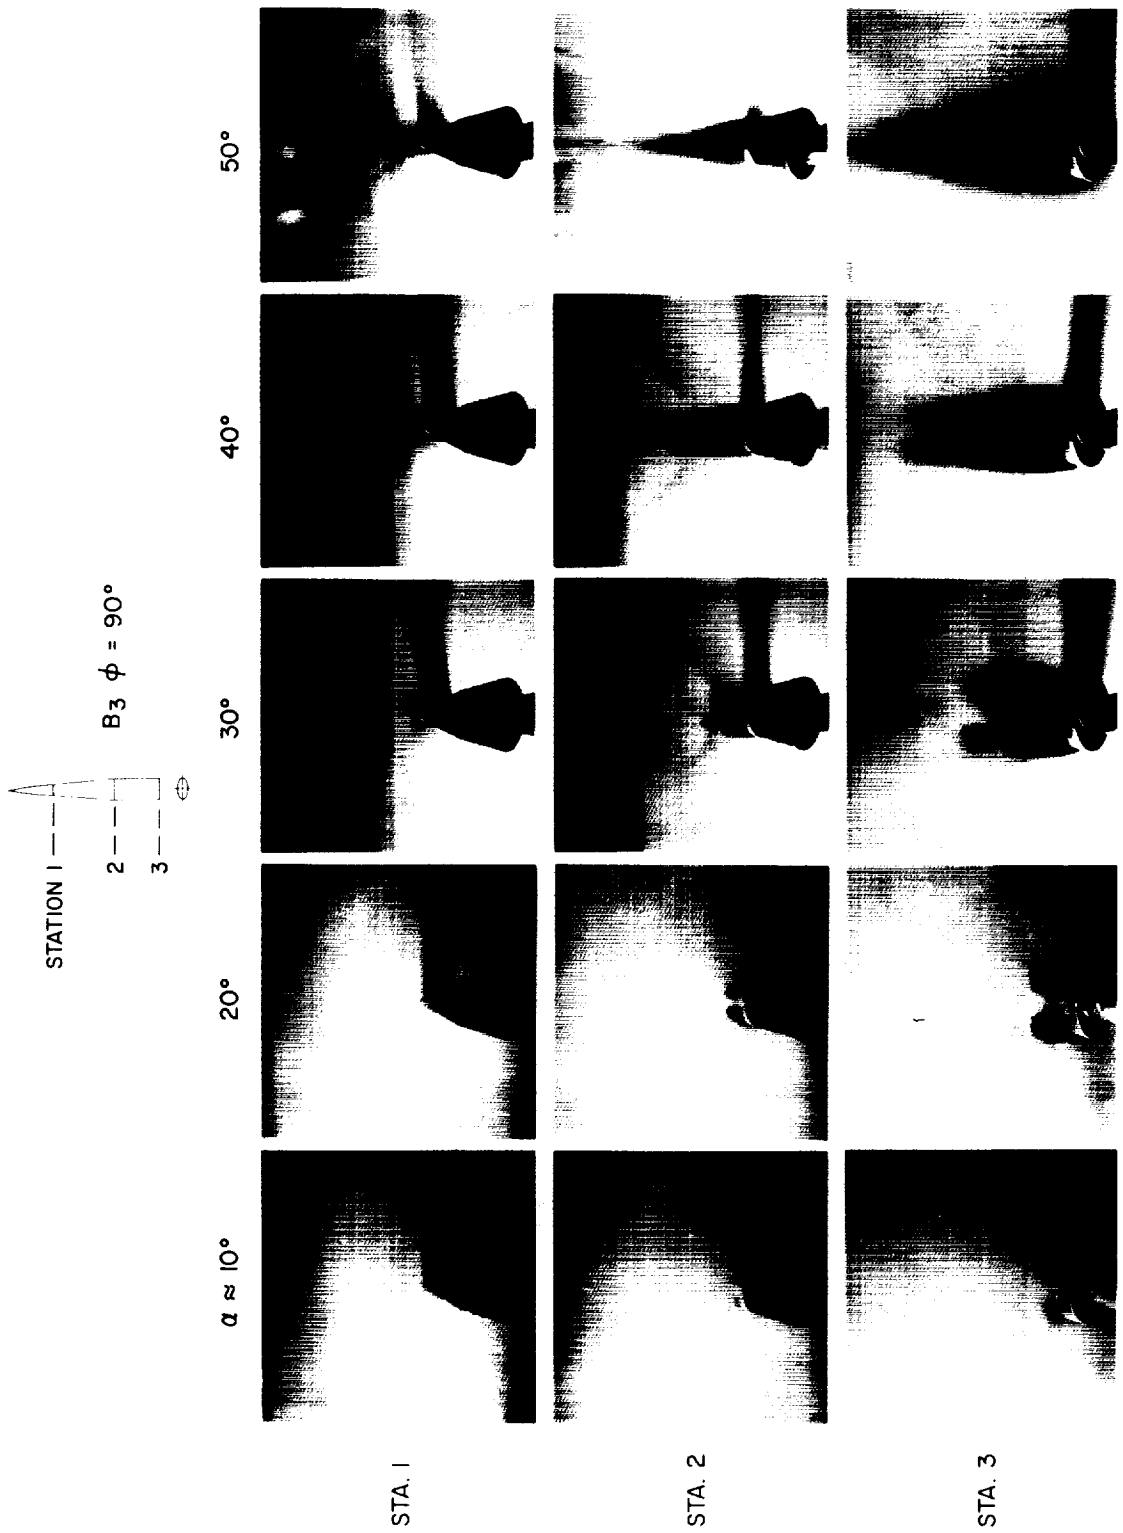 STATION 1
2
3
B3 ϕ = 90°
α ≈ 10°
20°
30°
40°
50°
STA. 1
STA. 2
STA. 3